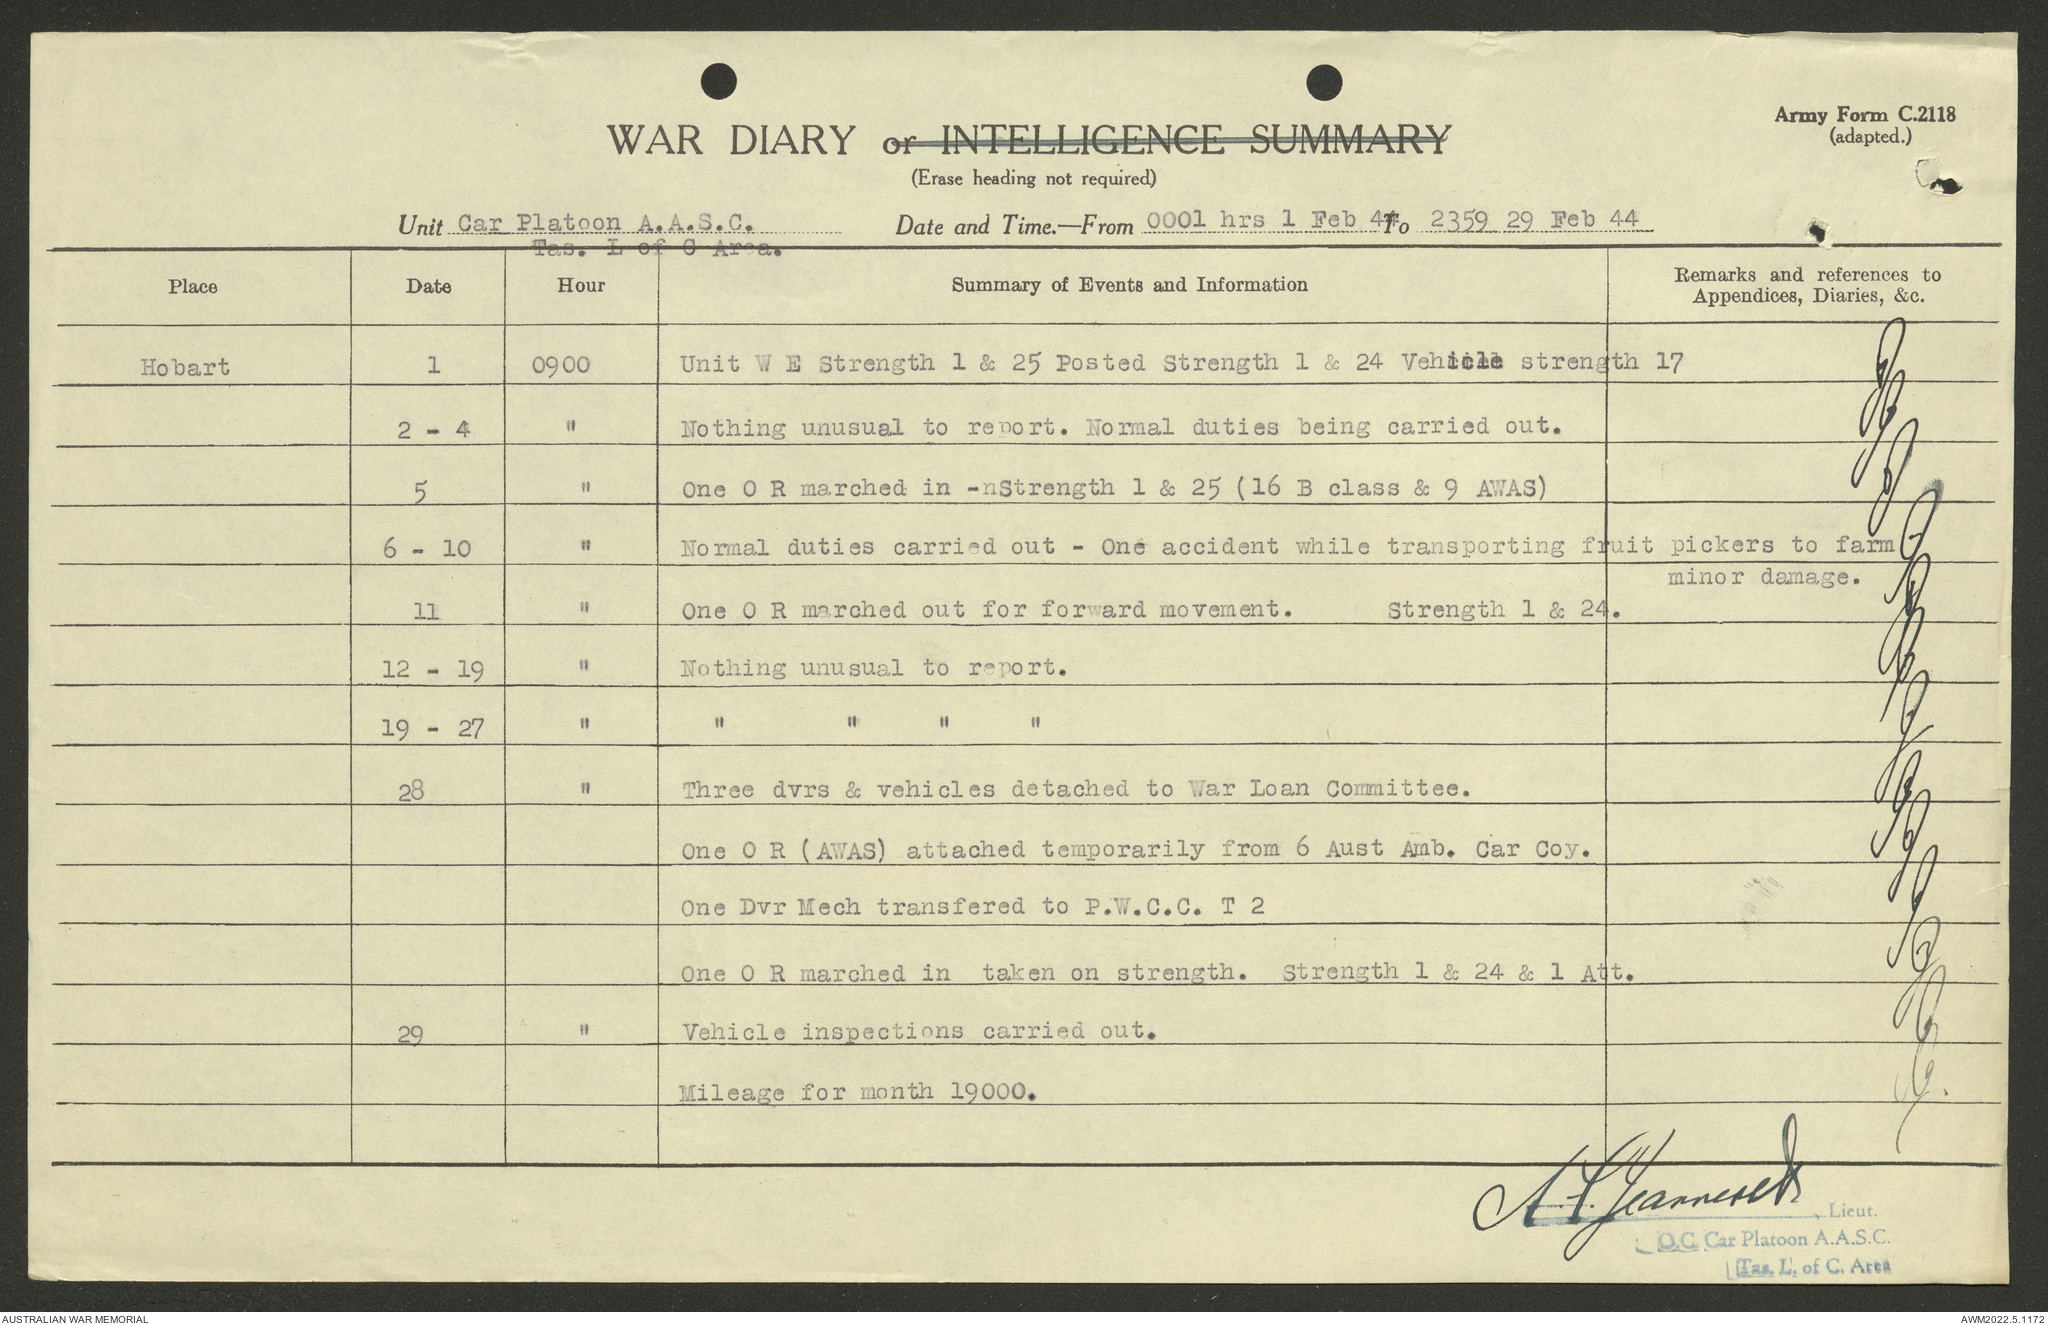 Army Form C.2118
(adapted.)
WAR DIARY or INTELLIGENCE SUMMARY
(Erase heading not required)
Unit Car Platoon A.A.S.C. Date and Time.—From 0001 hrs 1 Feb 44 To 2359 29 Feb 44
Tas. L of C Area.
Place Date Hour Summary of Events and Information Remarks and references to
Appendices, Diaries, &c.
Hobart 1 0900 Unit W E Strength 1 & 25 Posted Strength 1 & 24 Vehicle strength 17
2 - 4 " Nothing unusual to report. Normal duties being carried out.
5 " One O R marched in -nStrength 1 & 25 (16 B class & 9 AWAS)
6 - 10 " Normal duties carried out - One accident while transporting fruit pickers to farm
minor damage.
11 " One O R marched out for forward movement. Strength 1 & 24.
12 - 19 " Nothing unusual to report.
19 - 27 " " " " "
28 " Three dvrs & vehicles detached to War Loan Committee.
One O R (AWAS) attached temporarily from 6 Aust Amb. Car Coy.
One Dvr Mech transfered to P.W.C.C. T 2
One O R marched in taken on strength. Strength 1 & 24 & 1 Att.
29 " Vehicle inspections carried out.
Mileage for month 19000.
Lieut.
O.C. Car Platoon A.A.S.C.
Tas. L. of C. Area
AUSTRALIAN WAR MEMORIAL AWM2022.5.1172